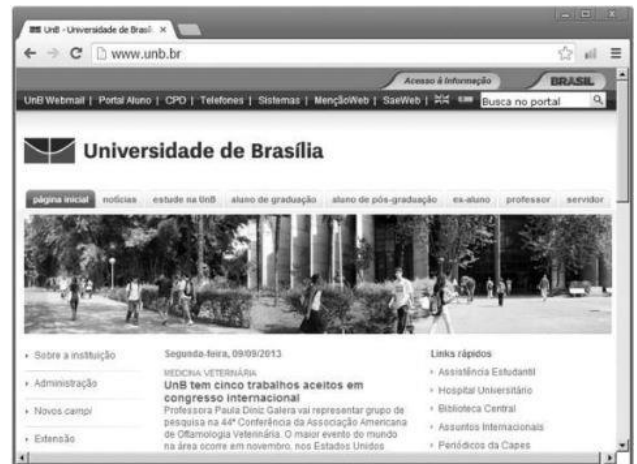 UnB - Universidade de Brasíl
www.unb.br
Acesso à Informação
BRASIL
UnB Webmail | Portal Aluno | CPD | Telefones | Sistemas | MençãoWeb | SaeWeb |
Busca no portal
Universidade de Brasília
página inicial notícias estude na UnB aluno de graduação aluno de pós-graduação ex-aluno professor servidor
Sobre a instituição
Administração
Novos campi
Extensão
Segunda-feira, 09/09/2013
MEDICINA VETERINÁRIA
UnB tem cinco trabalhos aceitos em
congresso internacional
Professora Paula Diniz Galera vai representar grupo de
pesquisa na 44ª Conferência da Associação Americana
de Oftamologia Veterinária. O maior evento do mundo
na área ocorre em novembro, nos Estados Unidos
Links rápidos
Assistência Estudantil
Hospital Universitário
Biblioteca Central
Assuntos Internacionais
Periódicos da Capes